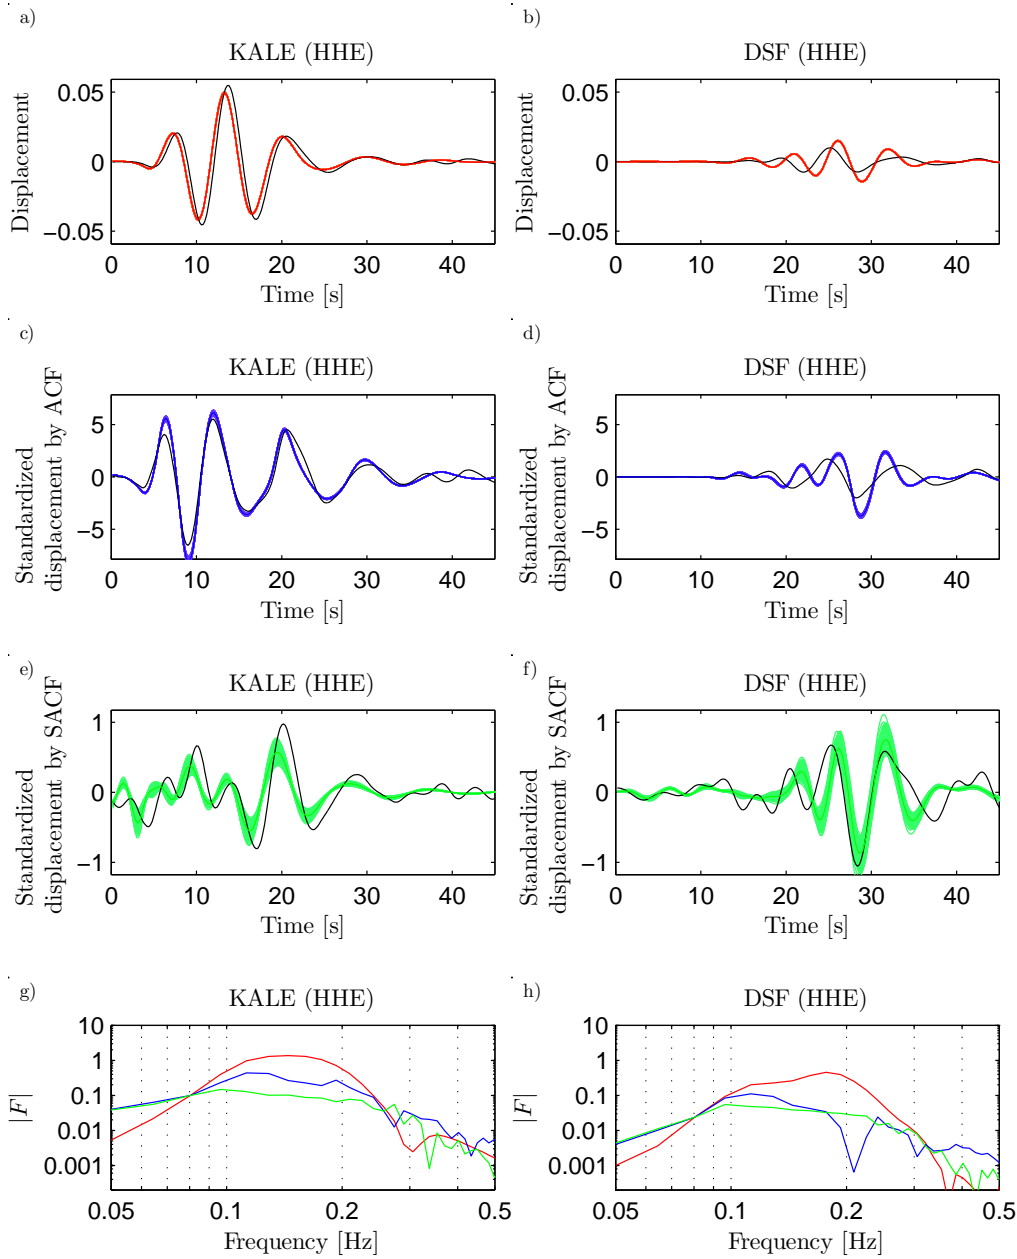 a)
KALE (HHE)
Displacement
0.05
0
−0.05
0 10 20 30 40
Time [s]
b)
DSF (HHE)
Displacement
0.05
0
−0.05
0 10 20 30 40
Time [s]
c)
KALE (HHE)
Standardized
displacement by ACF
5
0
−5
0 10 20 30 40
Time [s]
d)
DSF (HHE)
Standardized
displacement by ACF
5
0
−5
0 10 20 30 40
Time [s]
e)
KALE (HHE)
Standardized
displacement by SACF
1
0
−1
0 10 20 30 40
Time [s]
f)
DSF (HHE)
Standardized
displacement by SACF
1
0
−1
0 10 20 30 40
Time [s]
g)
KALE (HHE)
|F|
10
1
0.1
0.01
0.001
0.05 0.1 0.2 0.5
Frequency [Hz]
h)
DSF (HHE)
|F|
10
1
0.1
0.01
0.001
0.05 0.1 0.2 0.5
Frequency [Hz]